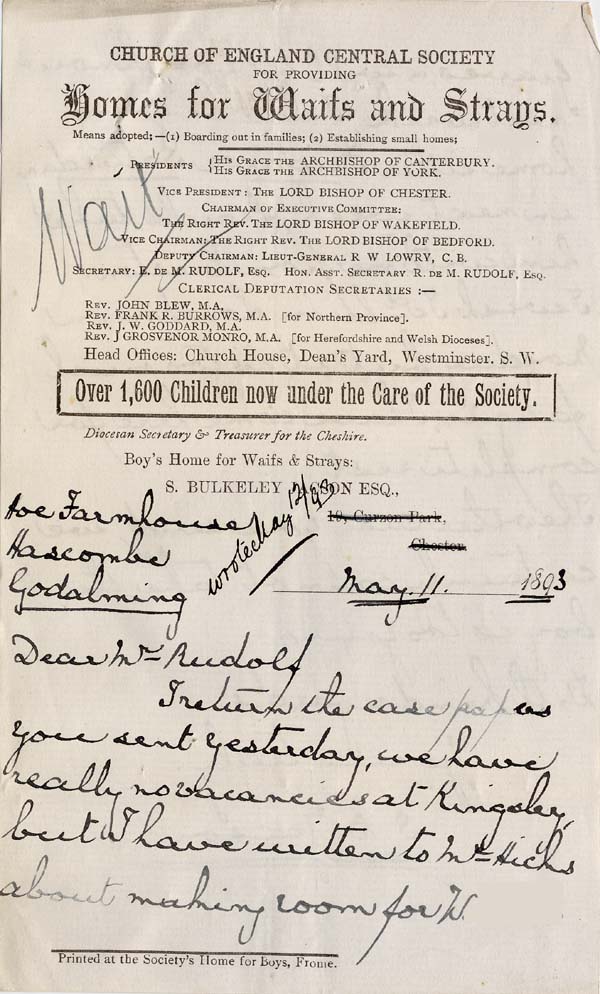 CHURCH OF ENGLAND CENTRAL SOCIETY
FOR PROVIDING
Homes for Waifs and Strays.
Means adopted;—(1) Boarding out in families; (2) Establishing small homes;
PRESIDENTS { HIS GRACE THE ARCHBISHOP OF CANTERBURY.
HIS GRACE THE ARCHBISHOP OF YORK.
VICE PRESIDENT: THE LORD BISHOP OF CHESTER.
CHAIRMAN OF EXECUTIVE COMMITTEE:
THE RIGHT REV. THE LORD BISHOP OF WAKEFIELD.
VICE CHAIRMAN: THE RIGHT REV. THE LORD BISHOP OF BEDFORD.
DEPUTY CHAIRMAN: LIEUT-GENERAL R W LOWRY, C. B.
SECRETARY: E. DE M. RUDOLF, ESQ. HON. ASST. SECRETARY R. DE M. RUDOLF, ESQ.
Wait
CLERICAL DEPUTATION SECRETARIES :—
REV. JOHN BLEW, M.A.
REV. FRANK R. BURROWS, M.A. [for Northern Province].
REV. J. W. GODDARD, M.A.
REV. J GROSVENOR MONRO, M.A. [for Herefordshire and Welsh Dioceses].
Head Offices: Church House, Dean's Yard, Westminster. S. W.
Over 1,600 Children now under the Care of the Society.
Diocesan Secretary & Treasurer for the Cheshire.
Boy's Home for Waifs & Strays:
S. BULKELEY JACSON ESQ.,
19, Curzon Park,
Chester
Hoe Farmhouse
Hascombe
Godalming
wrote May 12/93
May. 11. 1893
Dear Mr Rudolf
I return the case papers
you sent yesterday, we have
really no vacancies at Kingsley,
but I have written to Mr Hicks
about making room for W.
Printed at the Society's Home for Boys, Frome.